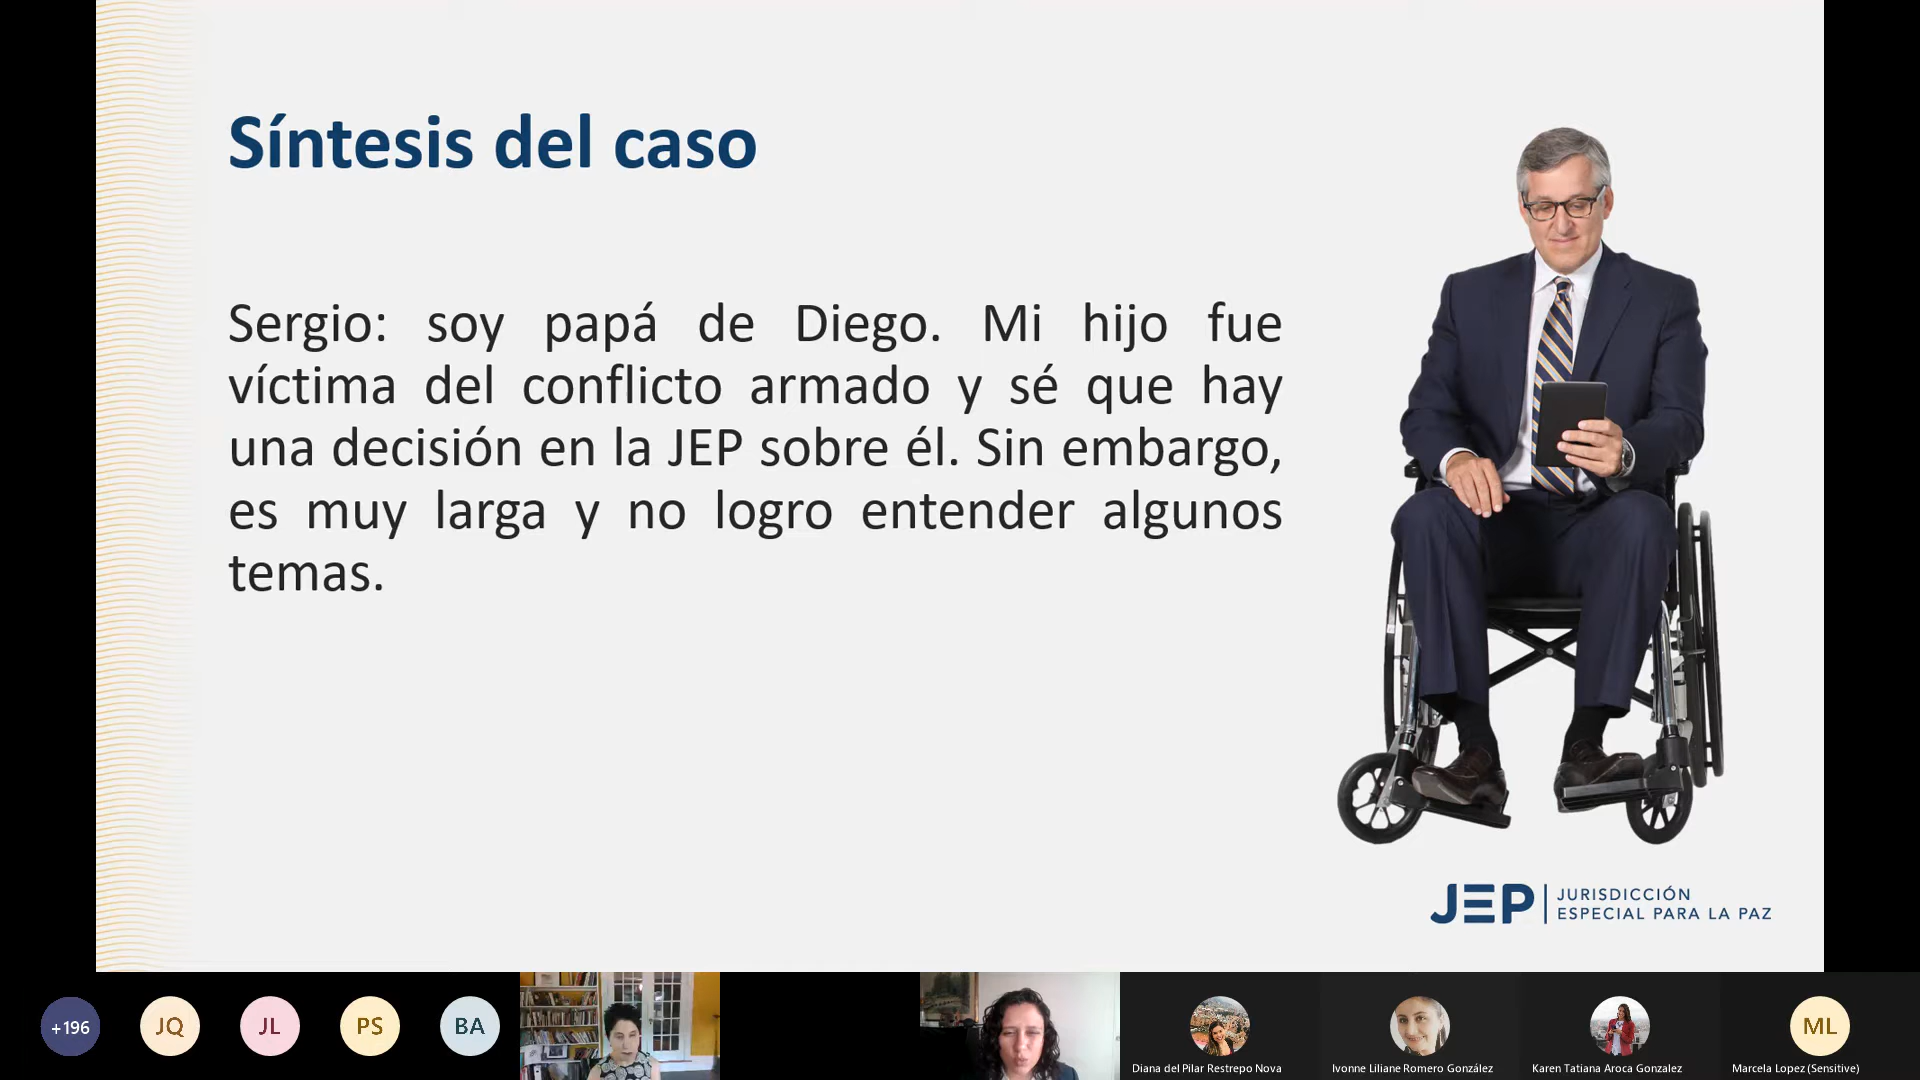 Síntesis del caso
Sergio: soy papá de Diego. Mi hijo fue
víctima del conflicto armado y sé que hay
una decisión en la JEP sobre él. Sin embargo,
es muy larga y no logro entender algunos
temas.
JEP JURISDICCIÓN
ESPECIAL PARA LA PAZ
+196
JQ
JL
PS
BA
Diana del Pilar Restrepo Nova
Ivonne Liliane Romero González
Karen Tatiana Aroca Gonzalez
ML
Marcela Lopez (Sensitive)